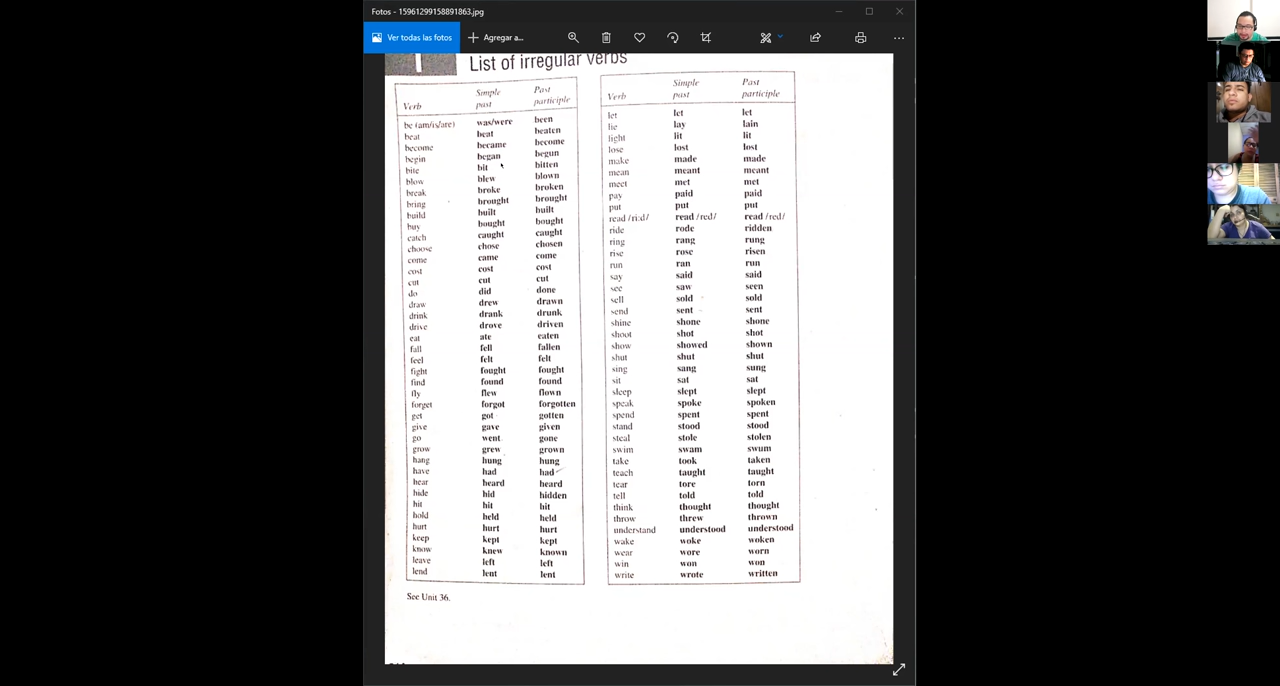 Fotos - 15961299158891863.jpg
Ver todas las fotos
Agregar a...
1 List of irregular verbs
Verb Simple past Past participle
be (am/is/are) was/were been
beat beat beaten
become became become
begin began begun
bite bit bitten
blow blew blown
break broke broken
bring brought brought
build built built
buy bought bought
catch caught caught
choose chose chosen
come came come
cost cost cost
cut cut cut
do did done
draw drew drawn
drink drank drunk
drive drove driven
eat ate eaten
fall fell fallen
feel felt felt
fight fought fought
find found found
fly flew flown
forget forgot forgotten
get got gotten
give gave given
go went gone
grow grew grown
hang hung hung
have had had
hear heard heard
hide hid hidden
hit hit hit
hold held held
hurt hurt hurt
keep kept kept
know knew known
leave left left
lend lent lent
Verb Simple past Past participle
let let let
lie lay lain
light lit lit
lose lost lost
make made made
mean meant meant
meet met met
pay paid paid
put put put
read /ri:d/ read /red/ read /red/
ride rode ridden
ring rang rung
rise rose risen
run ran run
say said said
see saw seen
sell sold sold
send sent sent
shine shone shone
shoot shot shot
show showed shown
shut shut shut
sing sang sung
sit sat sat
sleep slept slept
speak spoke spoken
spend spent spent
stand stood stood
steal stole stolen
swim swam swum
take took taken
teach taught taught
tear tore torn
tell told told
think thought thought
throw threw thrown
understand understood understood
wake woke woken
wear wore worn
win won won
write wrote written
See Unit 36.